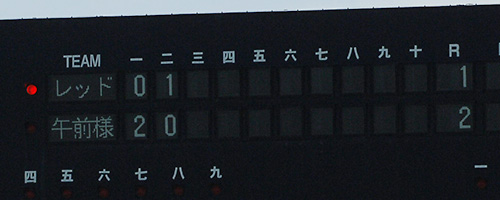 TEAM 一 二 三 四 五 六 七 八 九 十 R
レッド 0 1 1
午前様 2 0 2
四 五 六 七 八 九 一